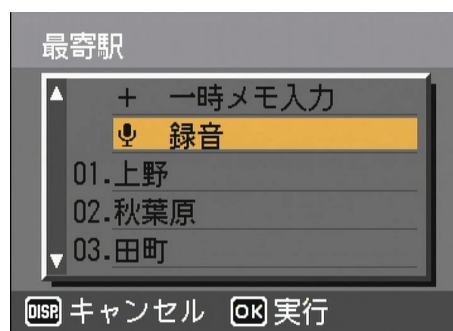 最寄駅
+ 一時メモ入力
録音
01.上野
02.秋葉原
03.田町
DISP. キャンセル OK 実行